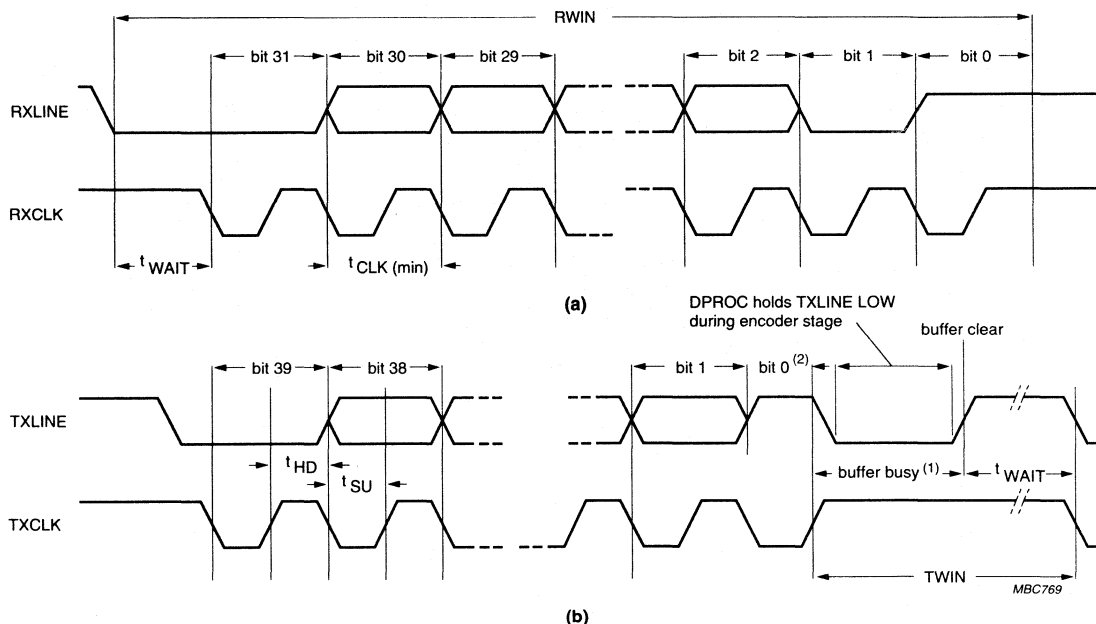 RWIN
bit 31 bit 30 bit 29 bit 2 bit 1 bit 0
RXLINE
RXCLK
t WAIT t CLK (min)
(a)
DPROC holds TXLINE LOW
during encoder stage
buffer clear
bit 39 bit 38 bit 1 bit 0 (2)
TXLINE
t HD
t SU
buffer busy (1) t WAIT
TXCLK
TWIN
MBC769
(b)